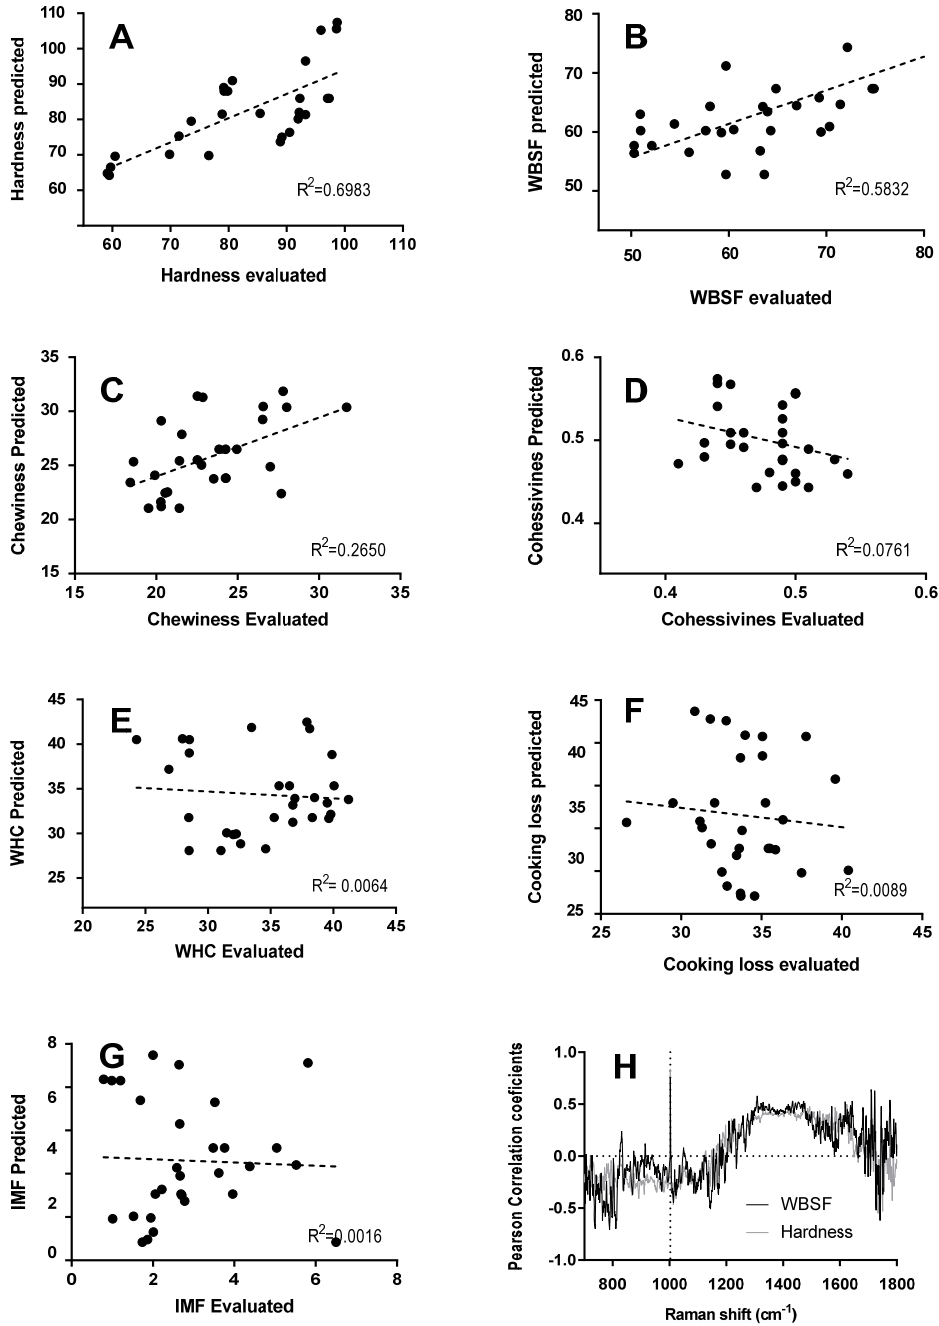 A
Hardness predicted
110
100
90
80
70
60
R2=0.6983
60 70 80 90 100 110
Hardness evaluated
B
WBSF predicted
80
70
60
50
R2=0.5832
50 60 70 80
WBSF evaluated
C
Chewiness Predicted
35
30
25
20
15
R2=0.2650
15 20 25 30 35
Chewiness Evaluated
D
Cohessivines Predicted
0.6
0.5
0.4
R2=0.0761
0.4 0.5 0.6
Cohessivines Evaluated
E
WHC Predicted
45
40
35
30
25
R2= 0.0064
20 25 30 35 40 45
WHC Evaluated
F
Cooking loss predicted
45
40
35
30
25
R2=0.0089
25 30 35 40 45
Cooking loss evaluated
G
IMF Predicted
8
6
4
2
0
R2=0.0016
0 2 4 6 8
IMF Evaluated
H
Pearson Correlation coeficients
1.0
0.5
0.0
-0.5
-1.0
WBSF
Hardness
800 1000 1200 1400 1600 1800
Raman shift (cm-1)